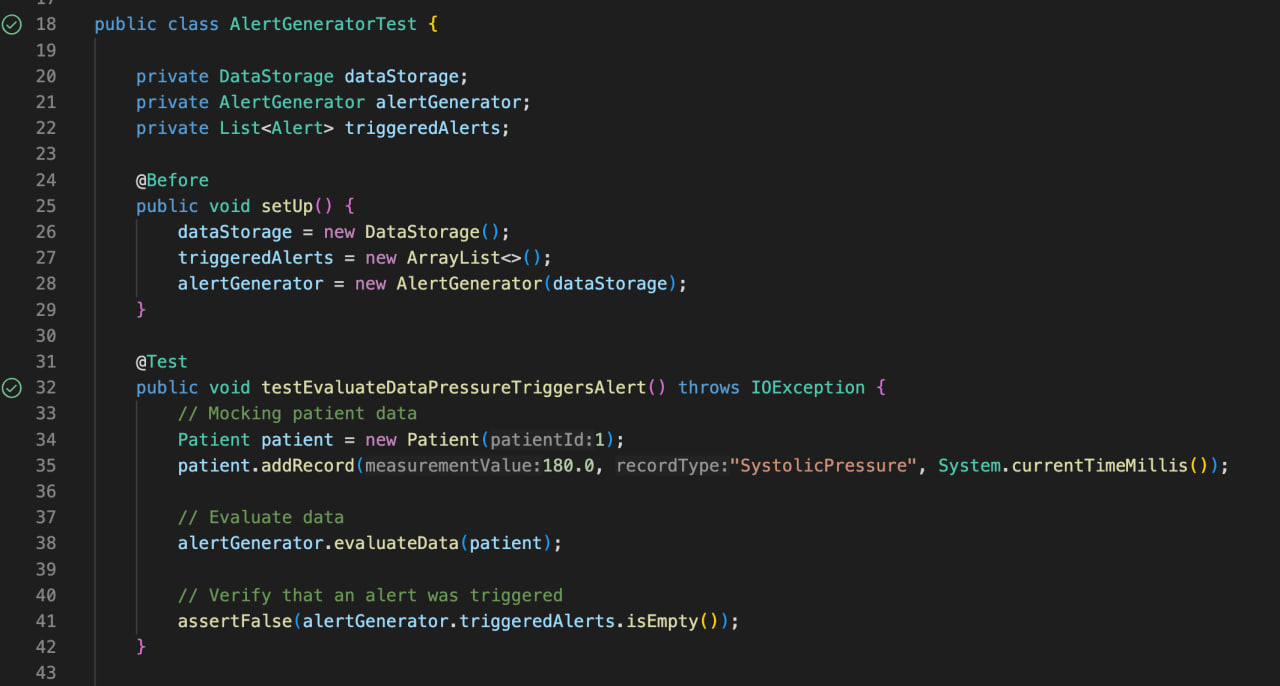 17
18 public class AlertGeneratorTest {
19
20 private DataStorage dataStorage;
21 private AlertGenerator alertGenerator;
22 private List<Alert> triggeredAlerts;
23
24 @Before
25 public void setUp() {
26 dataStorage = new DataStorage();
27 triggeredAlerts = new ArrayList<>();
28 alertGenerator = new AlertGenerator(dataStorage);
29 }
30
31 @Test
32 public void testEvaluateDataPressureTriggersAlert() throws IOException {
33 // Mocking patient data
34 Patient patient = new Patient(patientId:1);
35 patient.addRecord(measurementValue:180.0, recordType:"SystolicPressure", System.currentTimeMillis());
36
37 // Evaluate data
38 alertGenerator.evaluateData(patient);
39
40 // Verify that an alert was triggered
41 assertFalse(alertGenerator.triggeredAlerts.isEmpty());
42 }
43